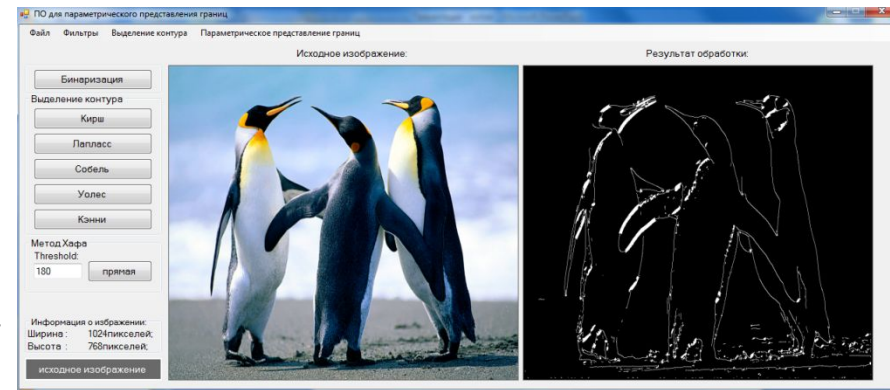 ПО для параметрического представления границ
Файл Фильтры Выделение контура Параметрическое представление границ
Исходное изображение: Результат обработки:
Бинаризация
Выделение контура
Кирш
Лапласс
Собель
Уолес
Кэнни
Метод Хафа
Threshold:
180 прямая
Информация о избражении:
Ширина : 1024пикселей;
Высота : 768пикселей;
исходное изображение